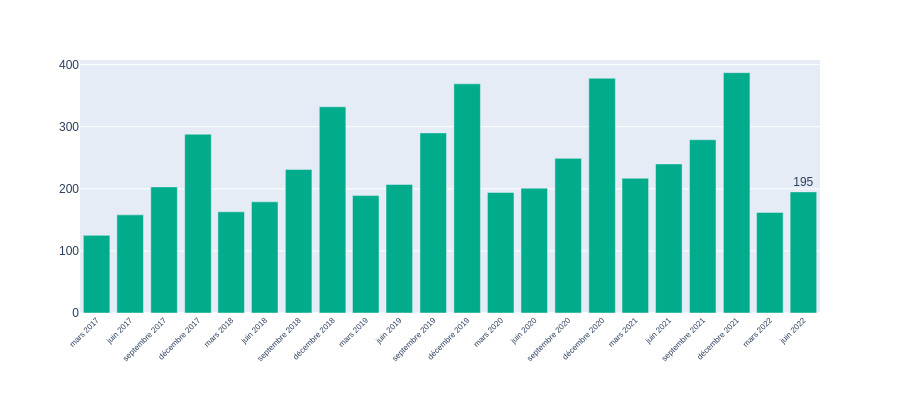 400
300
200
100
0
195
mars 2017
juin 2017
septembre 2017
décembre 2017
mars 2018
juin 2018
septembre 2018
décembre 2018
mars 2019
juin 2019
septembre 2019
décembre 2019
mars 2020
juin 2020
septembre 2020
décembre 2020
mars 2021
juin 2021
septembre 2021
décembre 2021
mars 2022
juin 2022